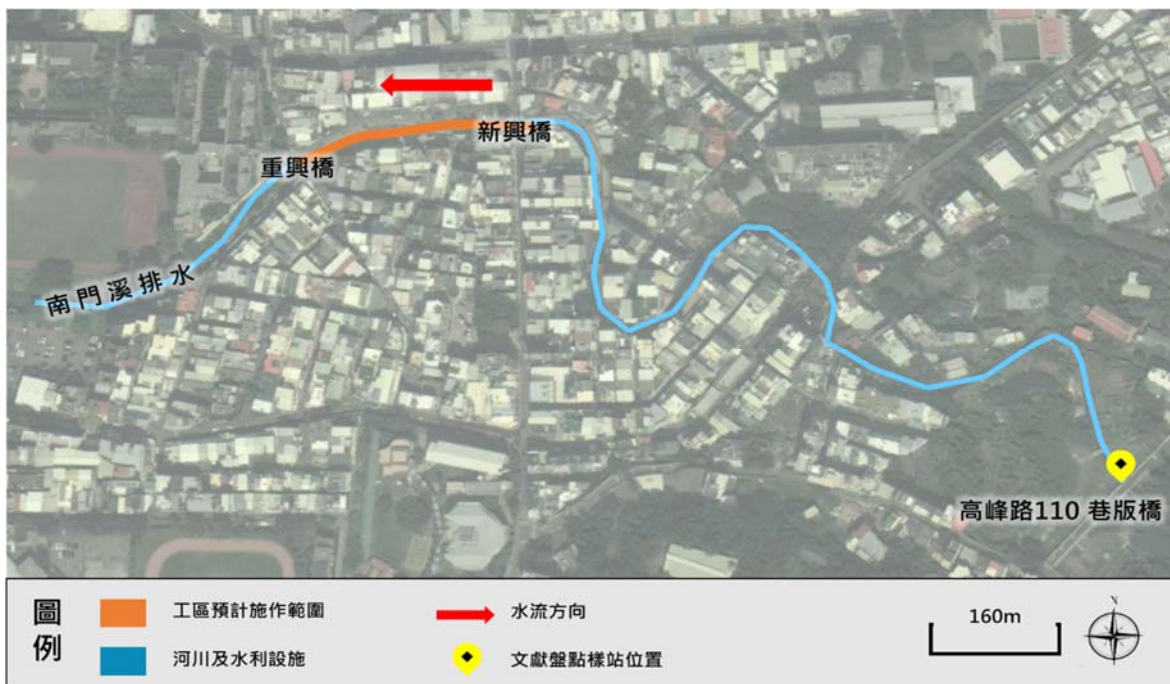 新興橋
重興橋
南門溪排水
高峰路110 巷版橋
圖例
工區預計施作範圍
水流方向
河川及水利設施
文獻盤點樣站位置
160m
N